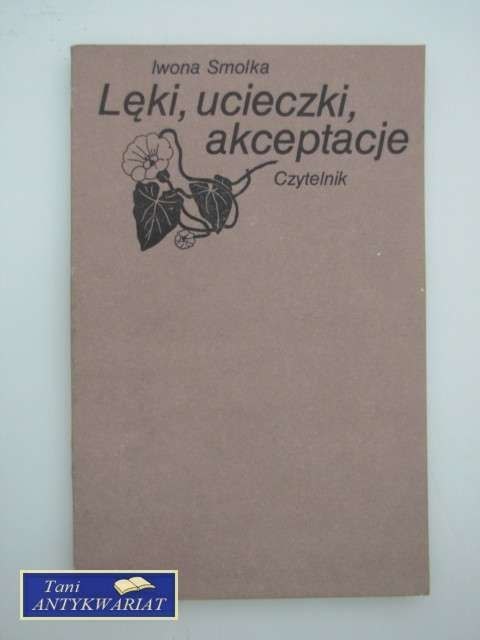 Iwona Smolka
Lęki, ucieczki,
akceptacje
Czytelnik
Tani
ANTYKWARIAT